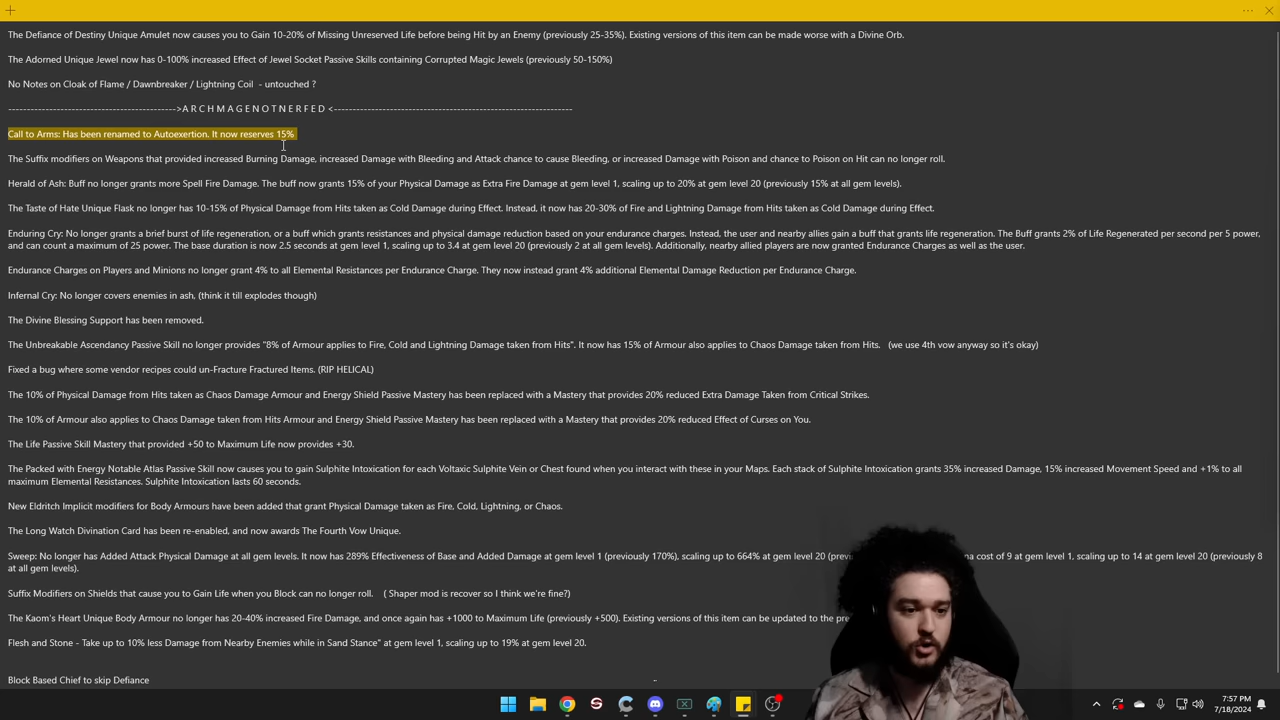 The Defiance of Destiny Unique Amulet now causes you to Gain 10-20% of Missing Unreserved Life before being Hit by an Enemy (previously 25-35%). Existing versions of this item can be made worse with a Divine Orb.
The Adorned Unique Jewel now has 0-100% increased Effect of Jewel Socket Passive Skills containing Corrupted Magic Jewels (previously 50-150%)
No Notes on Cloak of Flame / Dawnbreaker / Lightning Coil  - untouched ?
-------------------------------------------->A R C H M A G E N O T N E R F E D <---------------------------------------------------------------
Call to Arms: Has been renamed to Autoexertion. It now reserves 15%
The Suffix modifiers on Weapons that provided increased Burning Damage, increased Damage with Bleeding and Attack chance to cause Bleeding, or increased Damage with Poison and chance to Poison on Hit can no longer roll.
Herald of Ash: Buff no longer grants more Spell Fire Damage. The buff now grants 15% of your Physical Damage as Extra Fire Damage at gem level 1, scaling up to 20% at gem level 20 (previously 15% at all gem levels).
The Taste of Hate Unique Flask no longer has 10-15% of Physical Damage from Hits taken as Cold Damage during Effect. Instead, it now has 20-30% of Fire and Lightning Damage from Hits taken as Cold Damage during Effect.
Enduring Cry: No longer grants a brief burst of life regeneration, or a buff which grants resistances and physical damage reduction based on your endurance charges. Instead, the user and nearby allies gain a buff that grants life regeneration. The Buff grants 2% of Life Regenerated per second per 5 power,
and can count a maximum of 25 power. The base duration is now 2.5 seconds at gem level 1, scaling up to 3.4 at gem level 20 (previously 2 at all gem levels). Additionally, nearby allied players are now granted Endurance Charges as well as the user.
Endurance Charges on Players and Minions no longer grant 4% to all Elemental Resistances per Endurance Charge. They now instead grant 4% additional Elemental Damage Reduction per Endurance Charge.
Infernal Cry: No longer covers enemies in ash, (think it till explodes though)
The Divine Blessing Support has been removed.
The Unbreakable Ascendancy Passive Skill no longer provides "8% of Armour applies to Fire, Cold and Lightning Damage taken from Hits". It now has 15% of Armour also applies to Chaos Damage taken from Hits.   (we use 4th vow anyway so it's okay)
Fixed a bug where some vendor recipes could un-Fracture Fractured Items. (RIP HELICAL)
The 10% of Physical Damage from Hits taken as Chaos Damage Armour and Energy Shield Passive Mastery has been replaced with a Mastery that provides 20% reduced Extra Damage Taken from Critical Strikes.
The 10% of Armour also applies to Chaos Damage taken from Hits Armour and Energy Shield Passive Mastery has been replaced with a Mastery that provides 20% reduced Effect of Curses on You.
The Life Passive Skill Mastery that provided +50 to Maximum Life now provides +30.
The Packed with Energy Notable Atlas Passive Skill now causes you to gain Sulphite Intoxication for each Voltaxic Sulphite Vein or Chest found when you interact with these in your Maps. Each stack of Sulphite Intoxication grants 35% increased Damage, 15% increased Movement Speed and +1% to all
maximum Elemental Resistances. Sulphite Intoxication lasts 60 seconds.
New Eldritch Implicit modifiers for Body Armours have been added that grant Physical Damage taken as Fire, Cold, Lightning, or Chaos.
The Long Watch Divination Card has been re-enabled, and now awards The Fourth Vow Unique.
Sweep: No longer has Added Attack Physical Damage at all gem levels. It now has 289% Effectiveness of Base and Added Damage at gem level 1 (previously 170%), scaling up to 664% at gem level 20 cost of 9 at gem level 1, scaling up to 14 at gem level 20 (previously 8
at all gem levels).
Suffix Modifiers on Shields that cause you to Gain Life when you Block can no longer roll.    ( Shaper mod is recover so I think we're fine?)
The Kaom's Heart Unique Body Armour no longer has 20-40% increased Fire Damage, and once again has +1000 to Maximum Life (previously +500). Existing versions of this item can be updated to the
Flesh and Stone - Take up to 10% less Damage from Nearby Enemies while in Sand Stance" at gem level 1, scaling up to 19% at gem level 20.
Block Based Chief to skip Defiance
7:57 PM
7/18/2024